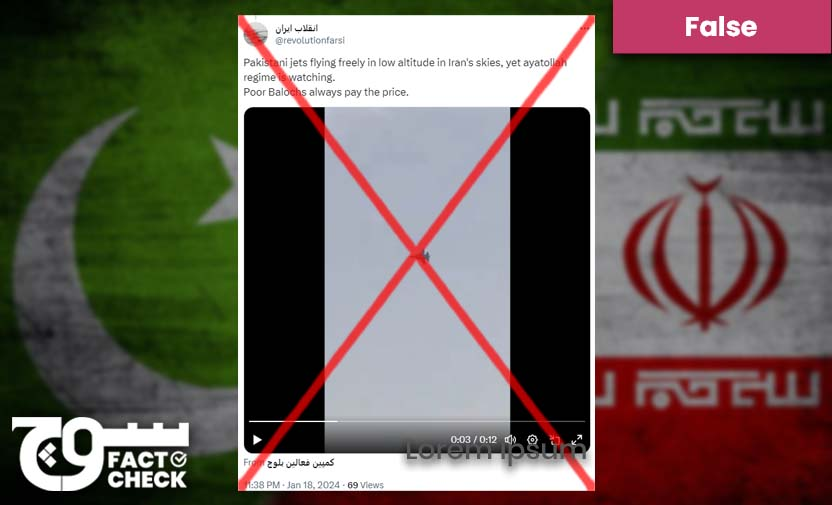 False
انقلاب ایران
@revolutionfarsi
Pakistani jets flying freely in low altitude in Iran's skies, yet ayatollah
regime is watching.
Poor Balochs always pay the price.
0:03 / 0:12
Lorem Ipsum
From کمپین فعالین بلوچ
11:38 PM · Jan 18, 2024 · 69 Views
سوچ
FACT
CHECK